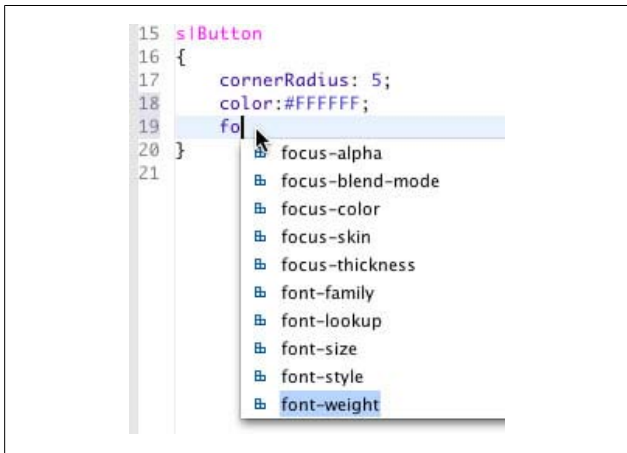 15 s|Button
16 {
17 cornerRadius: 5;
18 color:#FFFFFF;
19 fo
20 }
21
focus-alpha
focus-blend-mode
focus-color
focus-skin
focus-thickness
font-family
font-lookup
font-size
font-style
font-weight